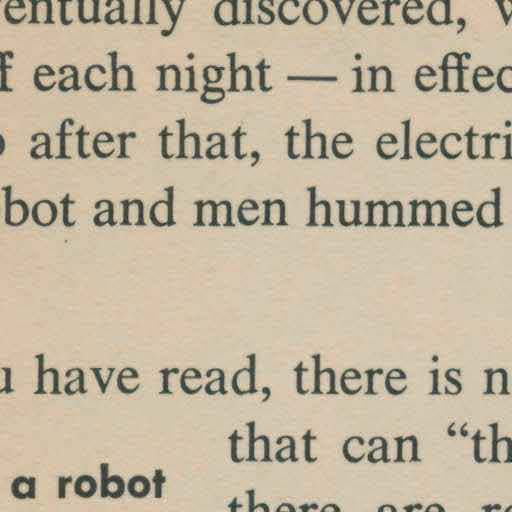 entually discovered,
f each night — in effec
after that, the electri
bot and men hummed
u have read, there is n
that can “th
a robot
there are re